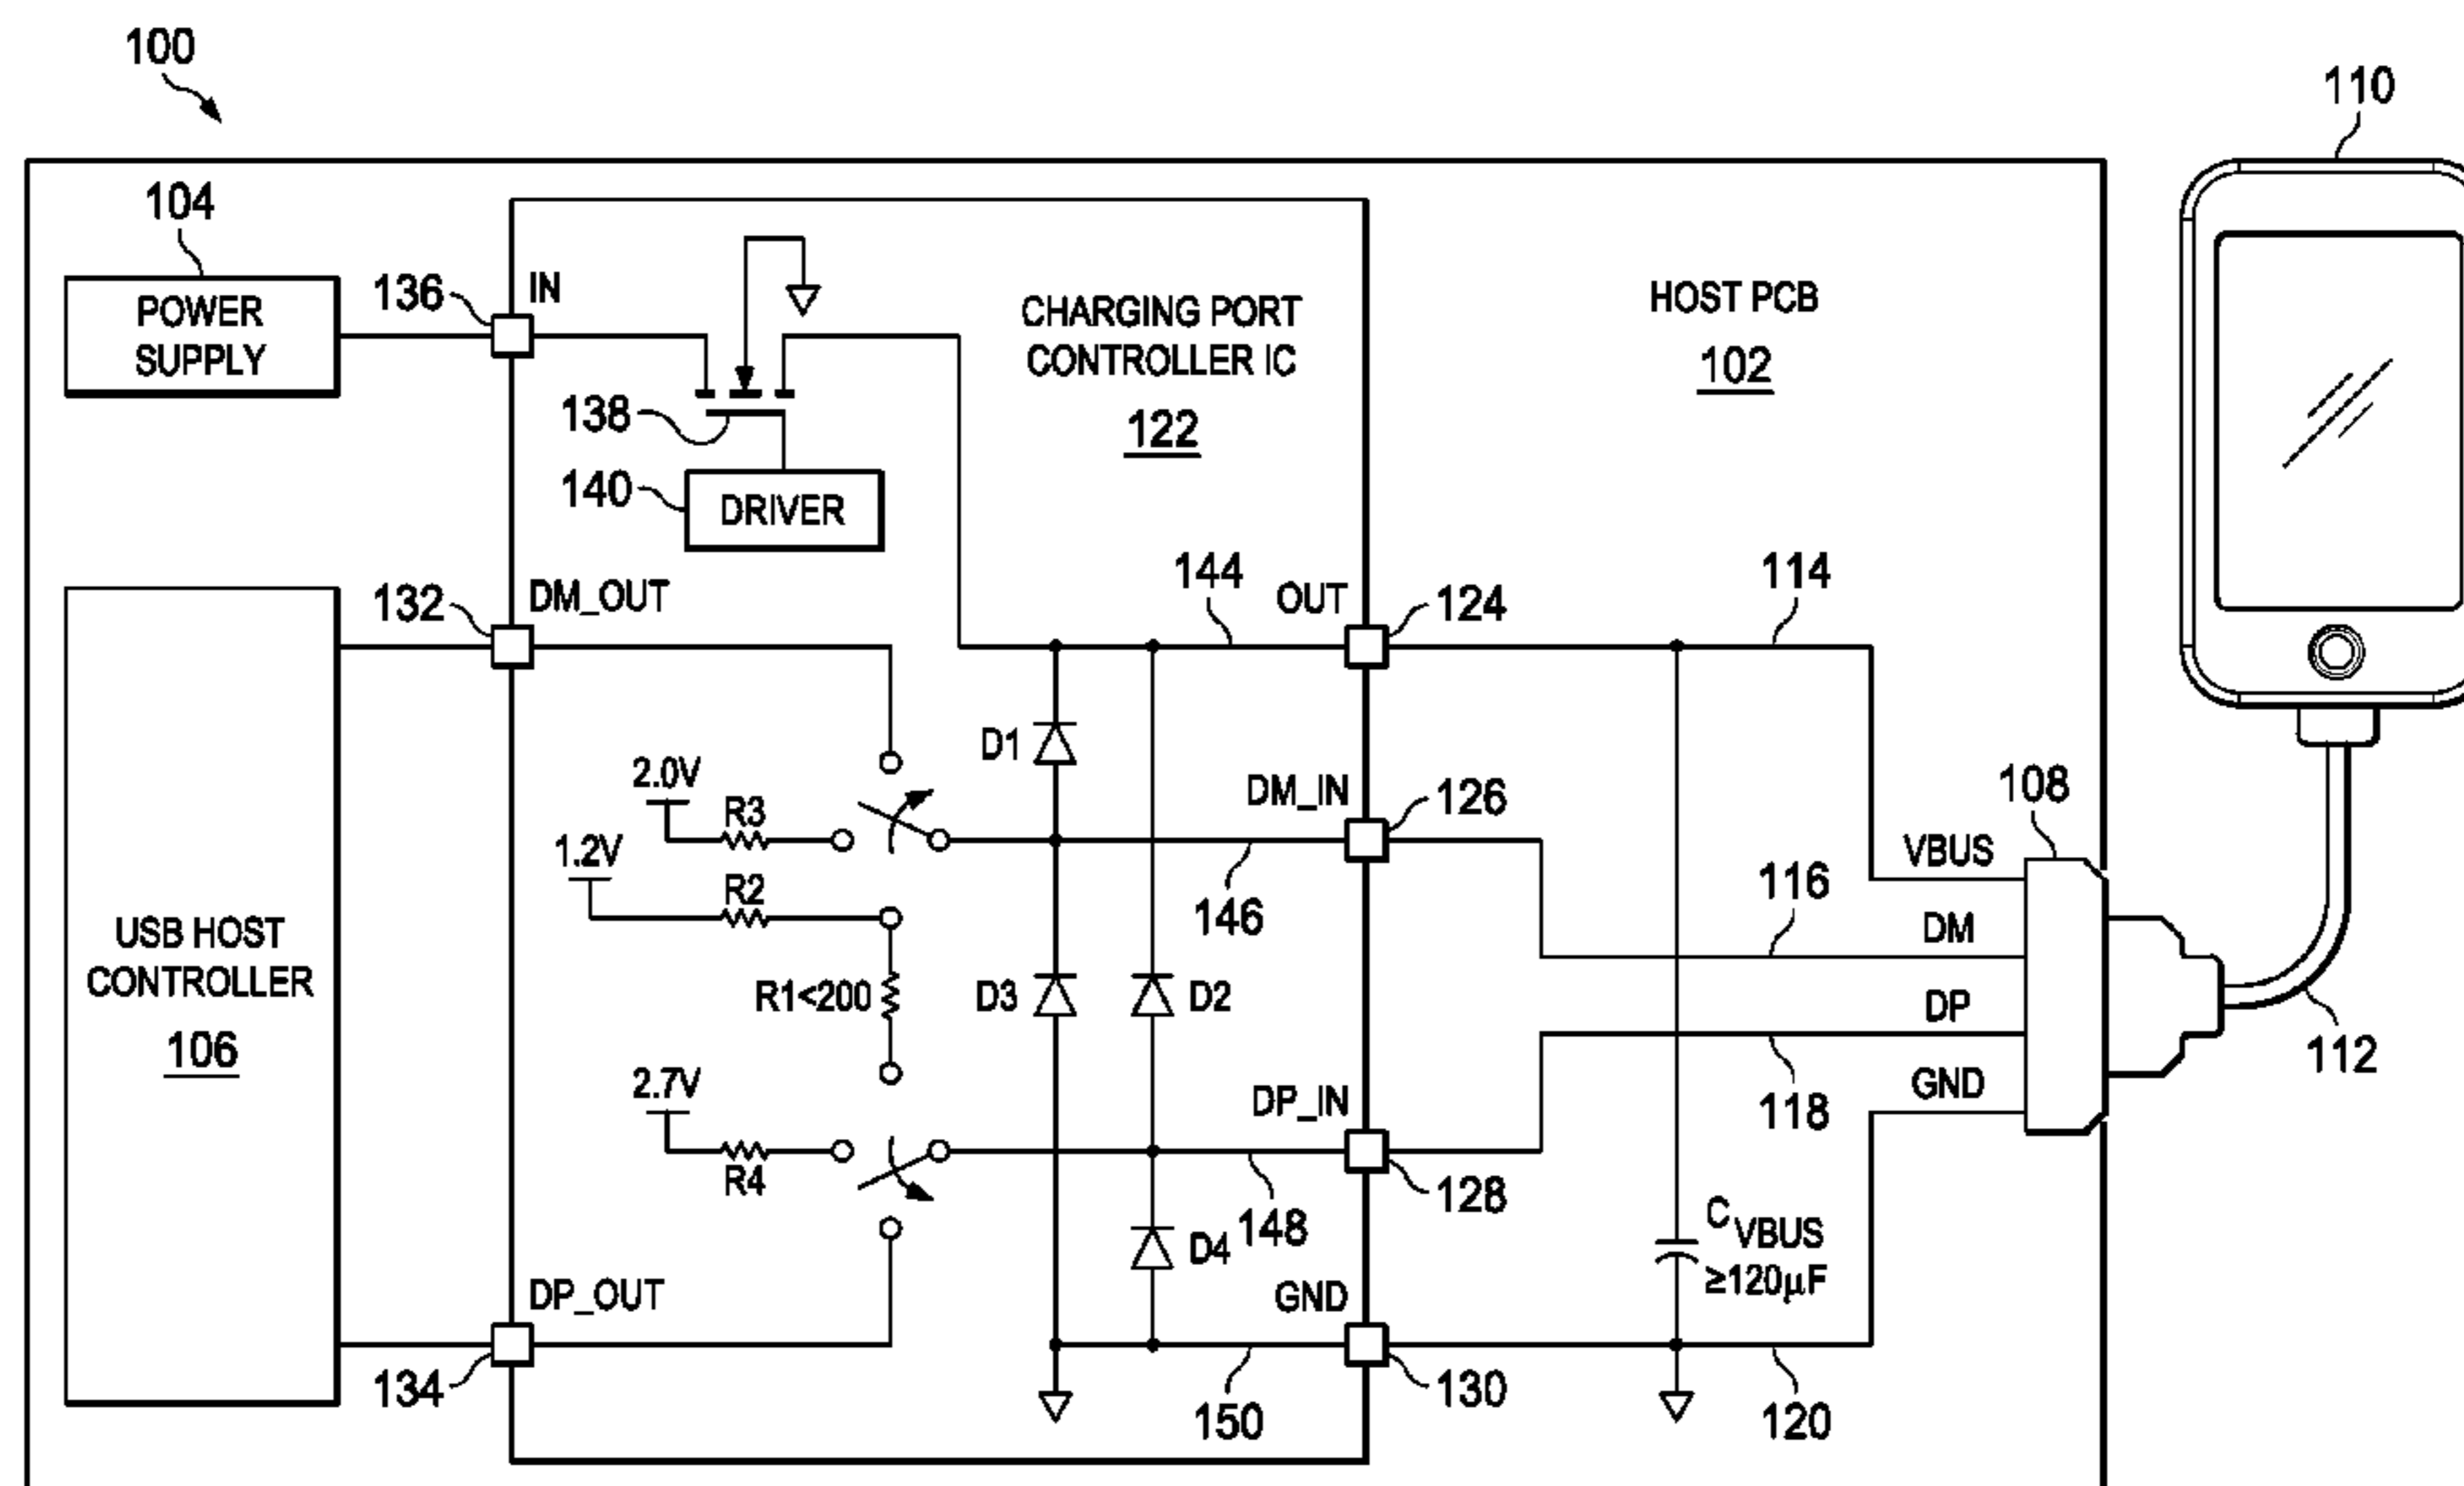 100
110
104
POWER
SUPPLY
136
IN
CHARGING PORT
CONTROLLER IC
122
HOST PCB
102
138
140
DRIVER
132
DM_OUT
144
OUT
124
114
D1
2.0V
R3
DM_IN
126
108
1.2V
R2
146
116
VBUS
USB HOST
CONTROLLER
106
DM
R1<200
D3
D2
DP
112
2.7V
DP_IN
118
GND
R4
128
148
D4
C VBUS
≥120µF
DP_OUT
GND
134
150
130
120